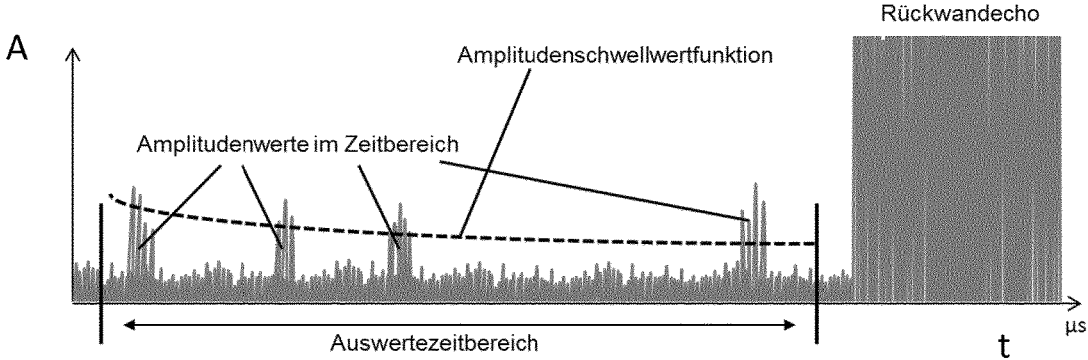 Rückwandecho
A
Amplitudenschwellwertfunktion
Amplitudenwerte im Zeitbereich
µs
Auswertezeitbereich
t